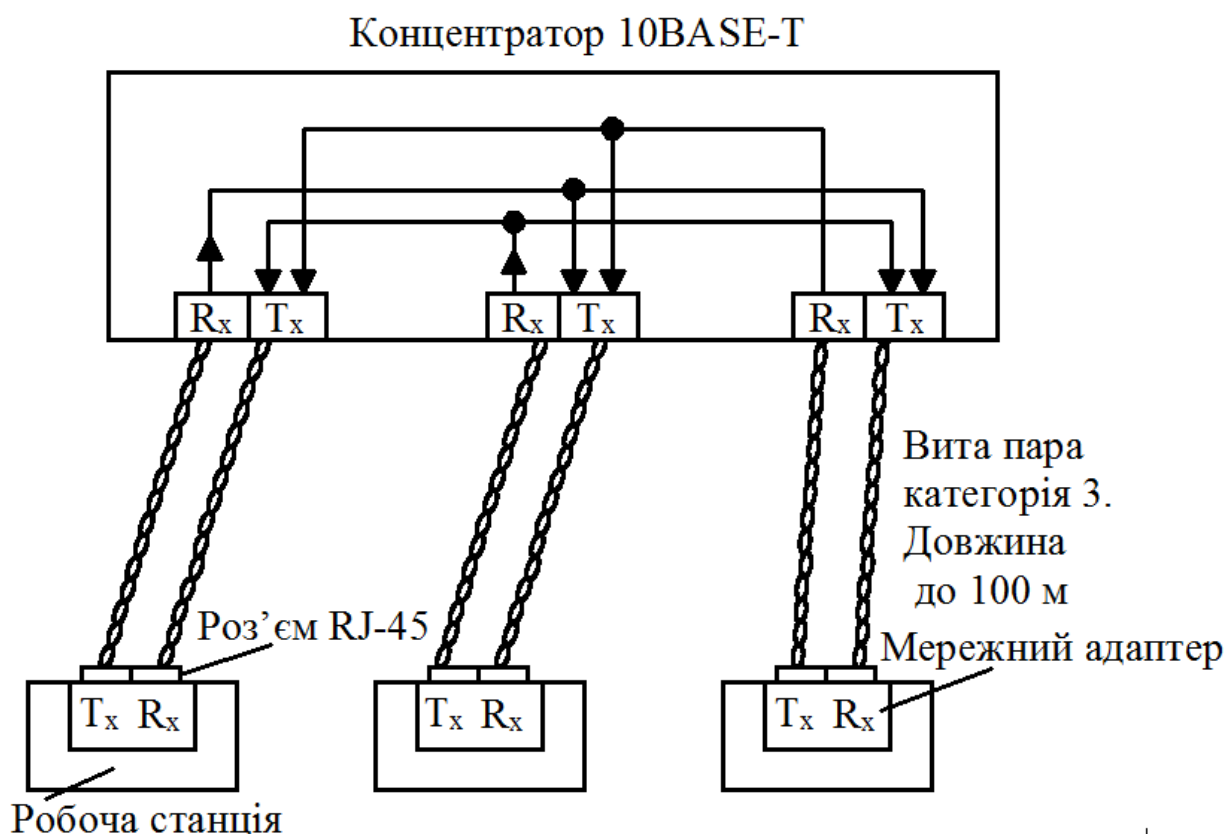 Концентратор 10BASE-T
Rx Tx Rx Tx Rx Tx
Вита пара
категорія 3.
Довжина
до 100 м
Роз’єм RJ-45
Мережний адаптер
Tx Rx Tx Rx Tx Rx
Робоча станція